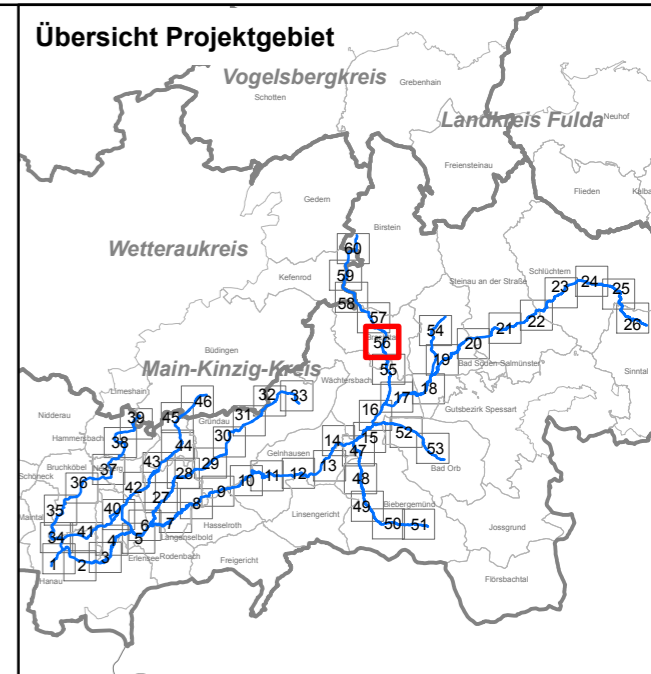 Übersicht Projektgebiet
Vogelsbergkreis
Grebenhain
Schotten
Landkreis Fulda
Neuhof
Freiensteinau
Flieden
Kalba
Gedern
Birstein
Wetteraukreis
60
Kefenrod
59
Steinau an der Straße
Schlüchtern
23
24
25
58
57
54
22
26
21
56
20
Sinntal
Büdingen
19
Bad Soden-Salmünster
Main-Kinzig-Kreis
55
Wächtersbach
18
17
Limeshain
46
32
33
Gutsbezirk Spessart
Nidderau
39
45
31
16
Gründau
Hammersbach
38
30
14
15
52
44
47
53
Gelnhausen
Bruchköbel
37
43
29
13
Bad Orb
Schöneck
36
28
12
48
11
10
42
27
9
Linsengericht
49
Biebergemünd
35
40
8
Hasselroth
50
51
Maintal
41
6
7
Jossgrund
34
4
5
Langenselbold
Erlensee
Rodenbach
Freigericht
3
2
1
Hanau
Flörsbachtal